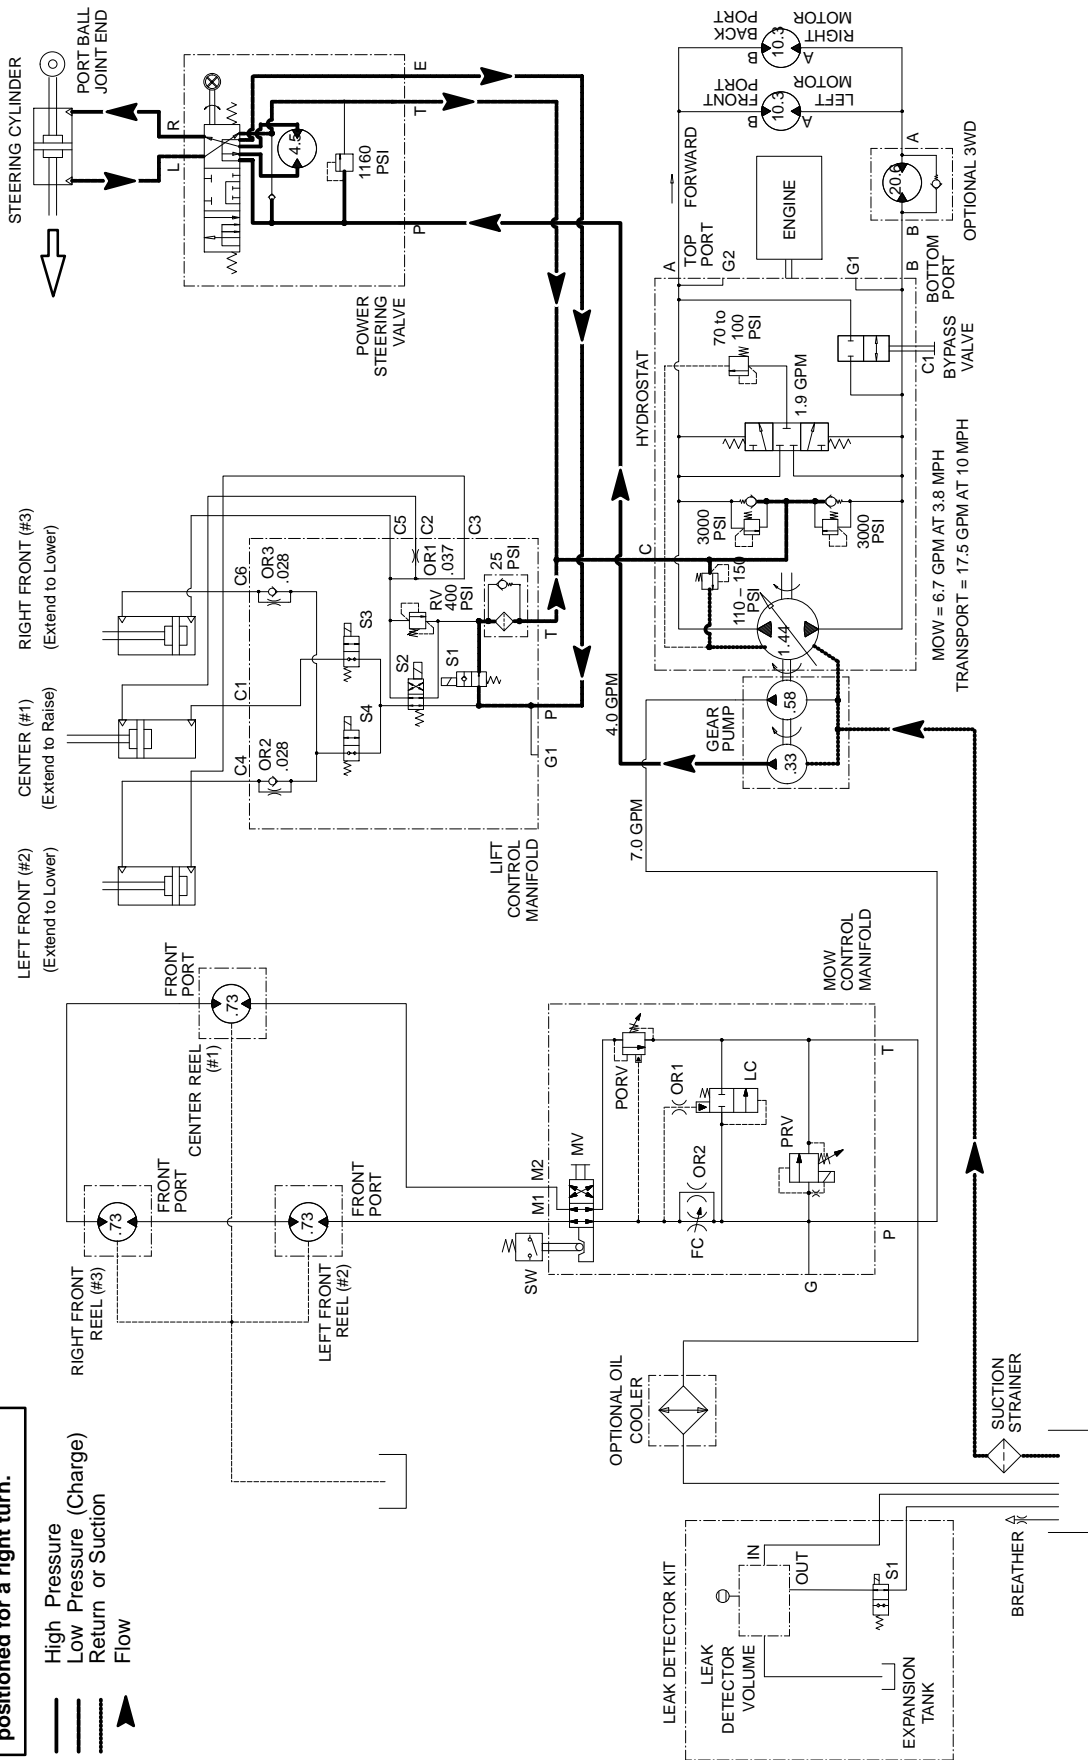 positioned for a right turn.
High Pressure
Low Pressure (Charge)
Return or Suction
Flow
LEAK DETECTOR KIT
LEAK
DETECTOR
VOLUME
IN
OUT
S1
EXPANSION
TANK
BREATHER
SUCTION
STRAINER
OPTIONAL OIL
COOLER
RIGHT FRONT
REEL (#3)
.73
FRONT
PORT
LEFT FRONT
REEL (#2)
.73
FRONT
PORT
CENTER REEL
(#1)
.73
FRONT
PORT
SW
M1
M2
MV
PORV
FC
OR2
OR1
LC
PRV
G
P
T
MOW
CONTROL
MANIFOLD
LEFT FRONT (#2)
(Extend to Lower)
CENTER (#1)
(Extend to Raise)
RIGHT FRONT (#3)
(Extend to Lower)
C4
OR2
.028
C1
C6
OR3
.028
S4
S3
S2
S1
RV
400
PSI
C5
C2
OR1
.037
C3
25
PSI
G1
P
T
LIFT
CONTROL
MANIFOLD
STEERING CYLINDER
PORT BALL
JOINT END
L
R
4.5
1160
PSI
P
T
E
POWER
STEERING
VALVE
7.0 GPM
4.0 GPM
GEAR
PUMP
.33
.58
1.44
C
HYDROSTAT
110 – 150
PSI
3000
PSI
3000
PSI
70 to
100
PSI
1.9 GPM
C1
BYPASS
VALVE
MOW = 6.7 GPM AT 3.8 MPH
TRANSPORT = 17.5 GPM AT 10 MPH
A
TOP
PORT
G2
G1
B
BOTTOM
PORT
FORWARD
ENGINE
20.6
B
A
OPTIONAL 3WD
LEFT
MOTOR
FRONT
PORT
10.3
A
B
RIGHT
MOTOR
BACK
PORT
10.3
A
B